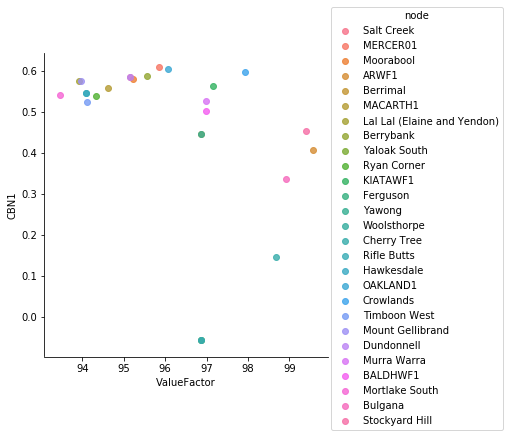 node
Salt Creek
MERCER01
Moorabool
ARWF1
Berrimal
MACARTH1
Lal Lal (Elaine and Yendon)
Berrybank
Yaloak South
Ryan Corner
KIATAWF1
Ferguson
Yawong
Woolsthorpe
Cherry Tree
Rifle Butts
Hawkesdale
OAKLAND1
Crowlands
Timboon West
Mount Gellibrand
Dundonnell
Murra Warra
BALDHWF1
Mortlake South
Bulgana
Stockyard Hill
0.6
0.5
0.4
0.3
0.2
0.1
0.0
CBN1
94 95 96 97 98 99
ValueFactor